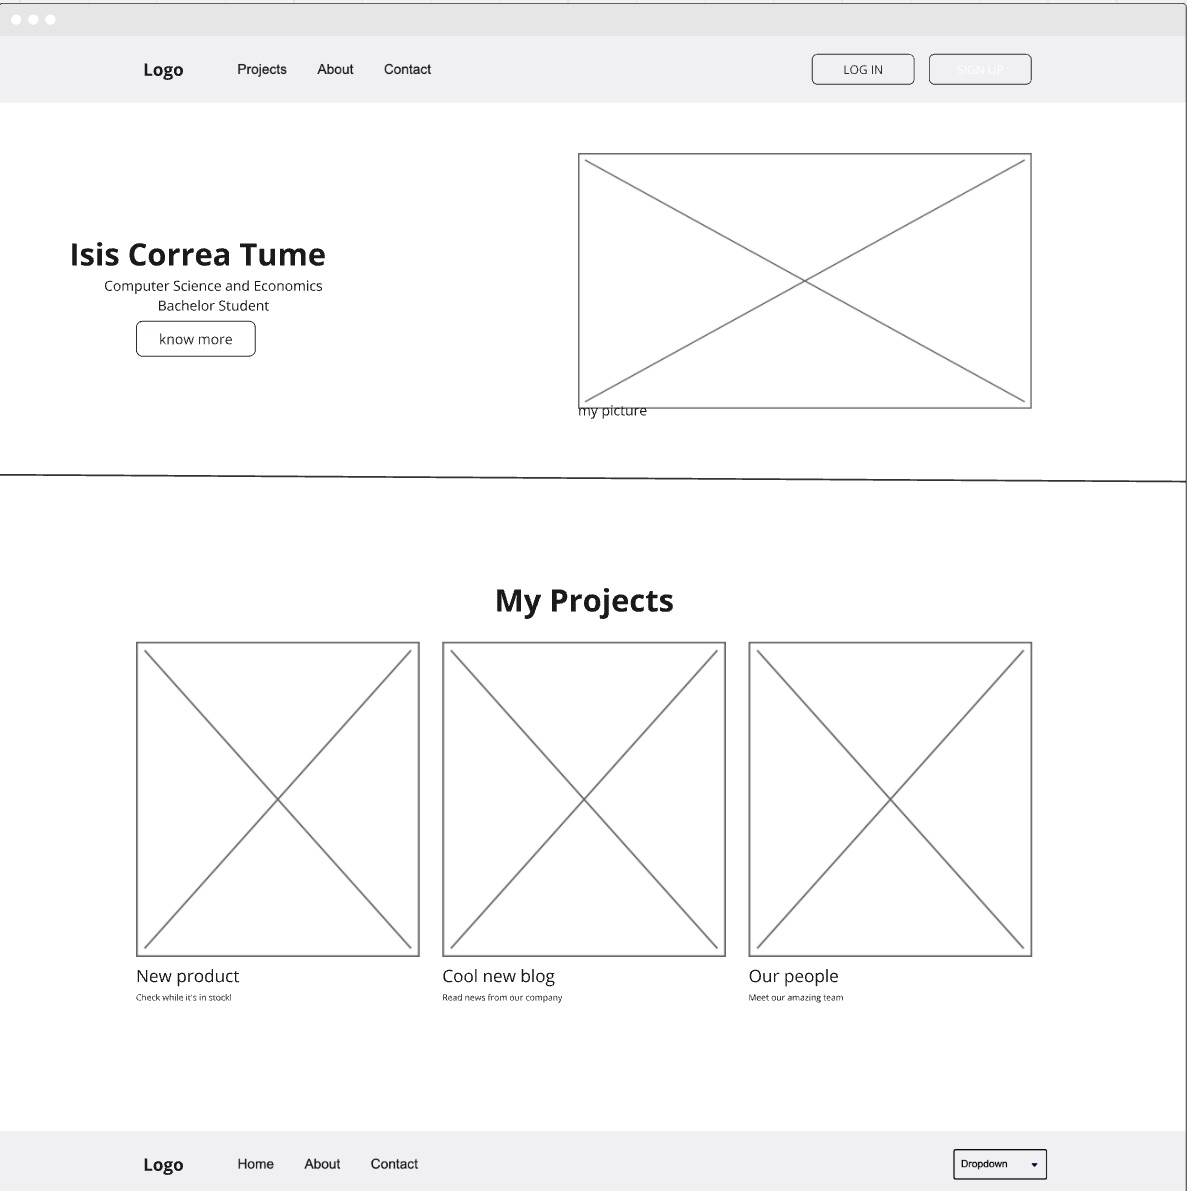 Logo Projects About Contact LOG IN SIGN UP
Isis Correa Tume
Computer Science and Economics
Bachelor Student
know more
my picture
My Projects
New product
Check while it's in stock!
Cool new blog
Read news from our company
Our people
Meet our amazing team
Logo Home About Contact Dropdown